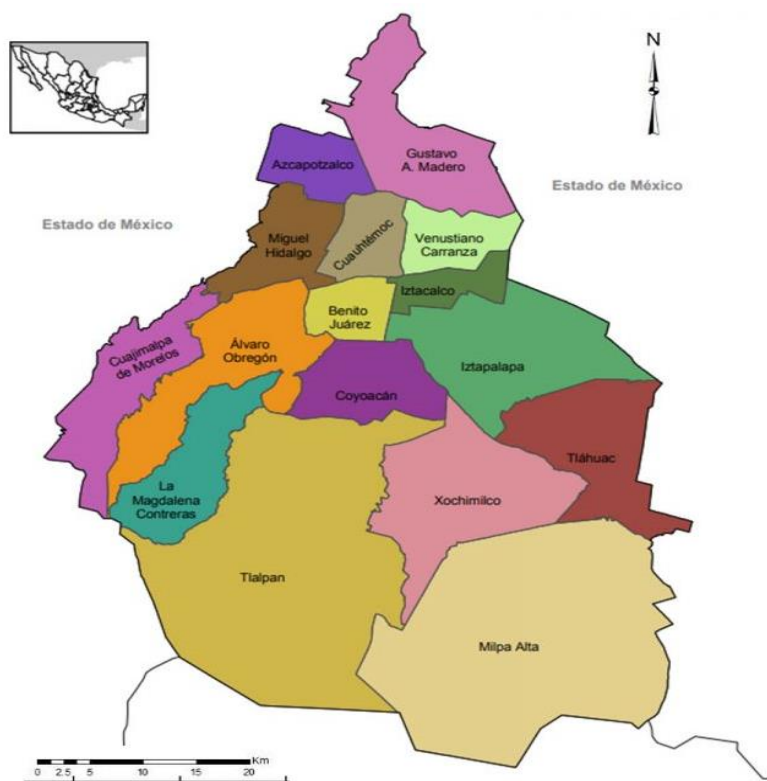 N
Gustavo
A. Madero
Azcapotzalco
Estado de México
Estado de México
Miguel
Hidalgo
Cuauhtémoc
Venustiano
Carranza
Iztacalco
Benito
Juárez
Cuajimalpa
de Morelos
Álvaro
Obregón
Iztapalapa
Coyoacán
Tláhuac
La
Magdalena
Contreras
Xochimilco
Tlalpan
Milpa Alta
Km
0 2.5 5 10 15 20